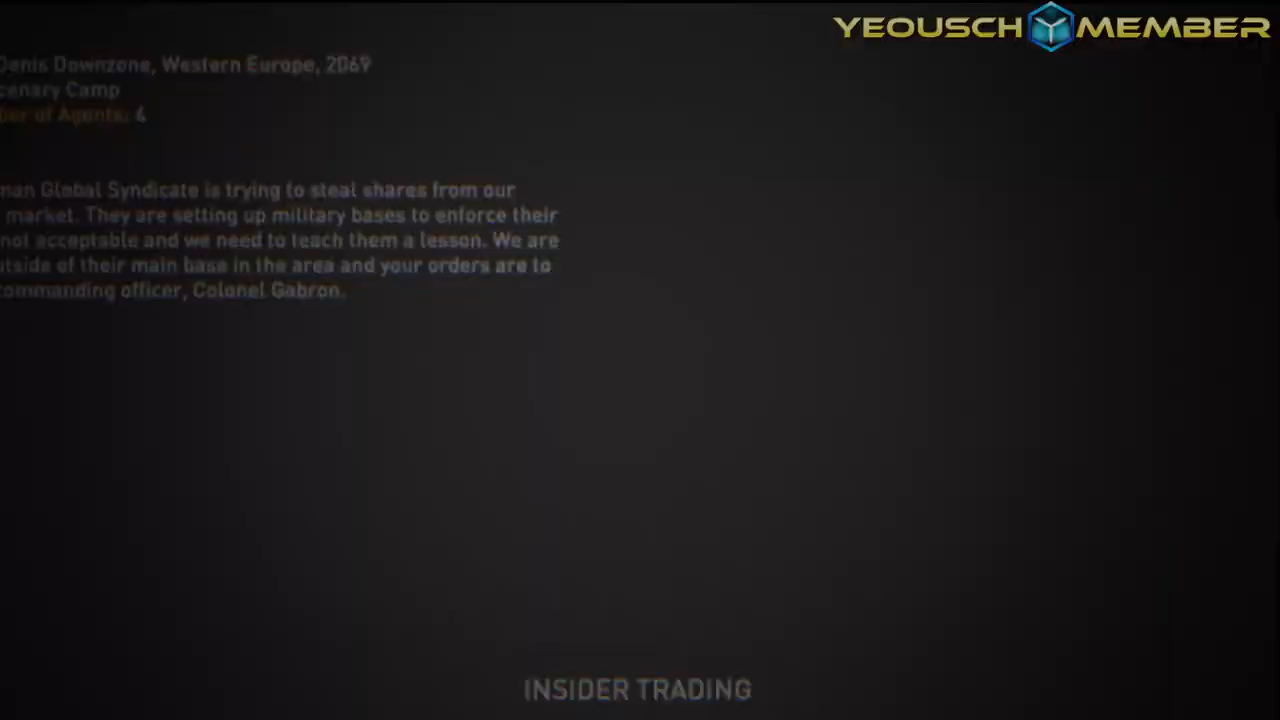 YEOUSCH MEMBER
Denis Downzone, Western Europe, 2069
cenary Camp
ber of Agents: 4
man Global Syndicate is trying to steal shares from our
market. They are setting up military bases to enforce their
not acceptable and we need to teach them a lesson. We are
utside of their main base in the area and your orders are to
commanding officer, Colonel Gabron.
INSIDER TRADING